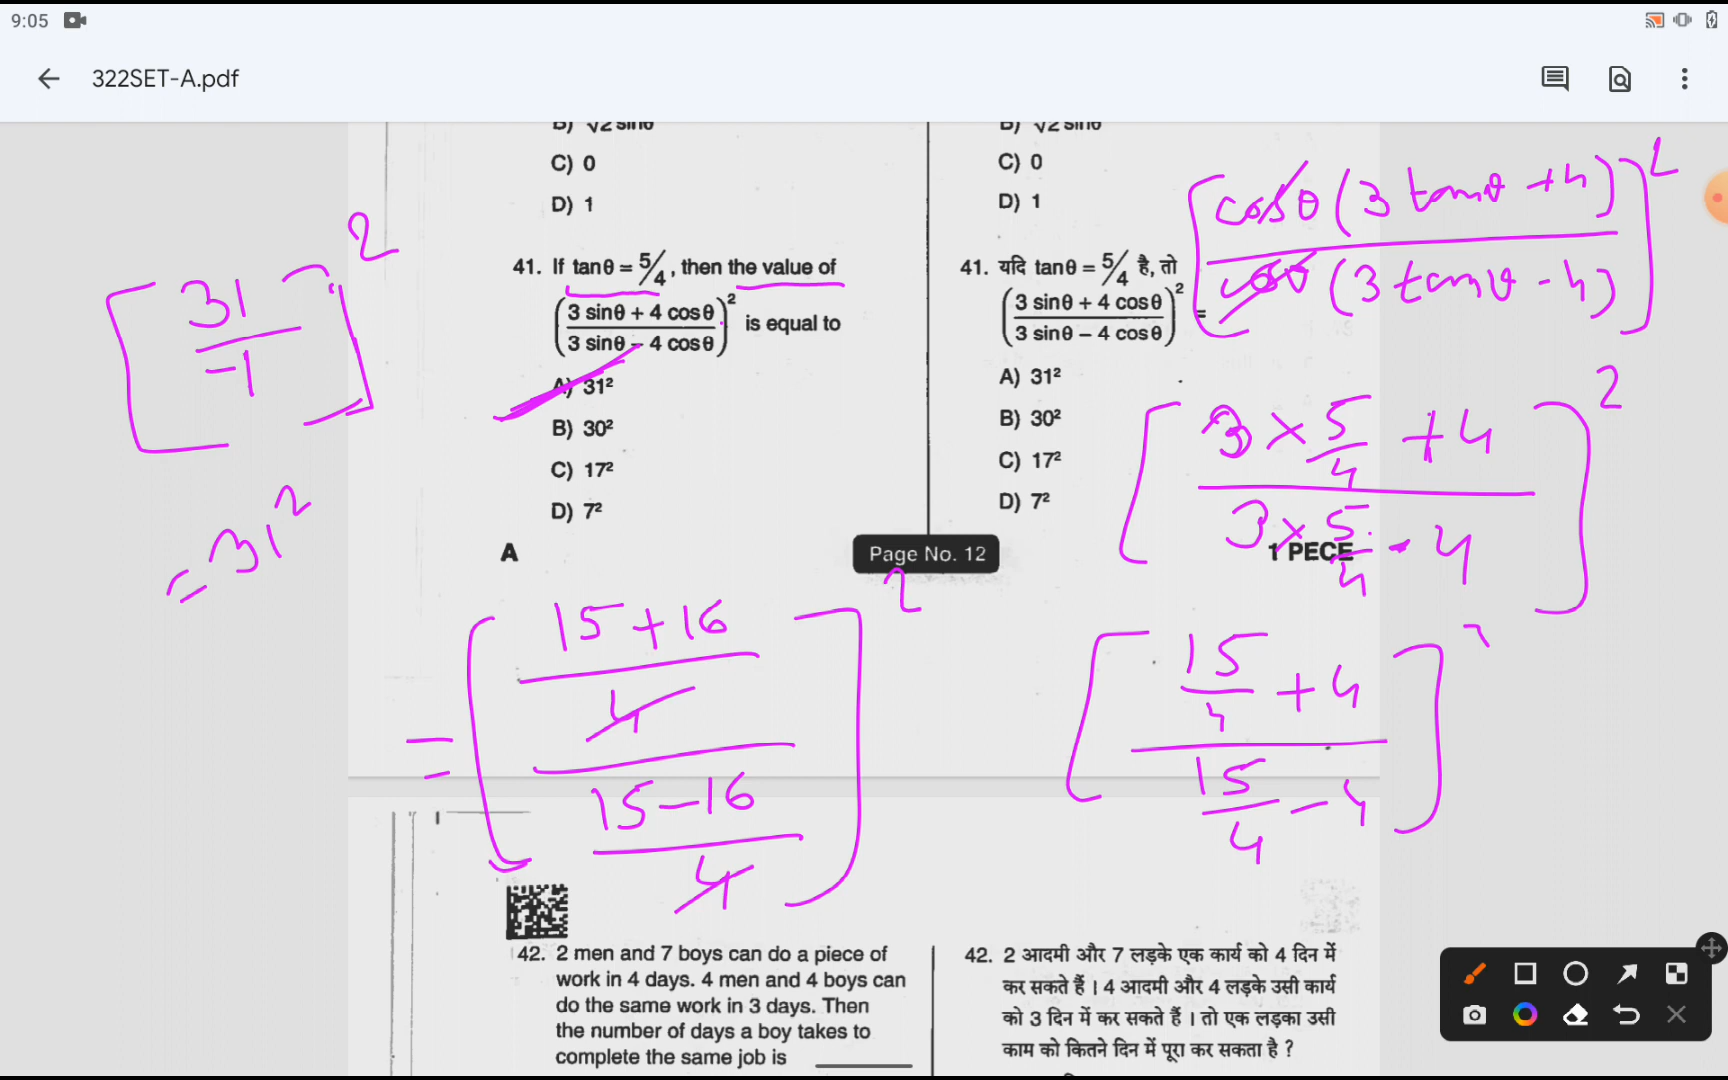 9:05
322SET-A.pdf
B) √2 sinθ
C) 0
D) 1
41. If tanθ = 5/4, then the value of
(3 sinθ + 4 cosθ / 3 sinθ – 4 cosθ)² is equal to
A) 31²
B) 30²
C) 17²
D) 7²
A
B) √2 sinθ
C) 0
D) 1
41. यदि tanθ = 5/4 है, तो
(3 sinθ + 4 cosθ / 3 sinθ – 4 cosθ)² =
A) 31²
B) 30²
C) 17²
D) 7²
Page No. 12
1 PECE
[cosθ (3 tanθ + 4) / cosθ (3 tanθ - 4)]²
[3 × 5/4 + 4 / 3 × 5/4 - 4]²
[15/4 + 4 / 15/4 - 4]²
= [15 + 16 / 4 / 15 - 16 / 4]²
[31 / -1]²
= 31²
42. 2 men and 7 boys can do a piece of
work in 4 days. 4 men and 4 boys can
do the same work in 3 days. Then
the number of days a boy takes to
complete the same job is ________
42. 2 आदमी और 7 लड़के एक कार्य को 4 दिन में
कर सकते हैं । 4 आदमी और 4 लड़के उसी कार्य
को 3 दिन में कर सकते हैं । तो एक लड़का उसी
काम को कितने दिन में पूरा कर सकता है ?